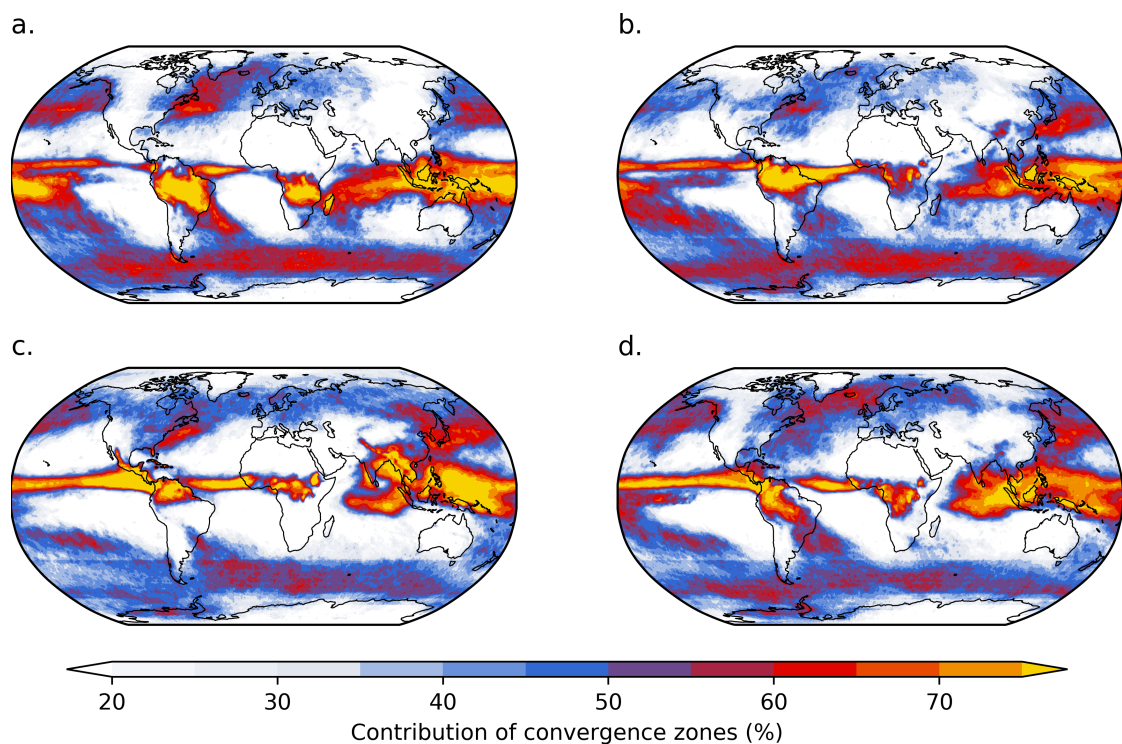 a.
b.
c.
d.
20 30 40 50 60 70
Contribution of convergence zones (%)